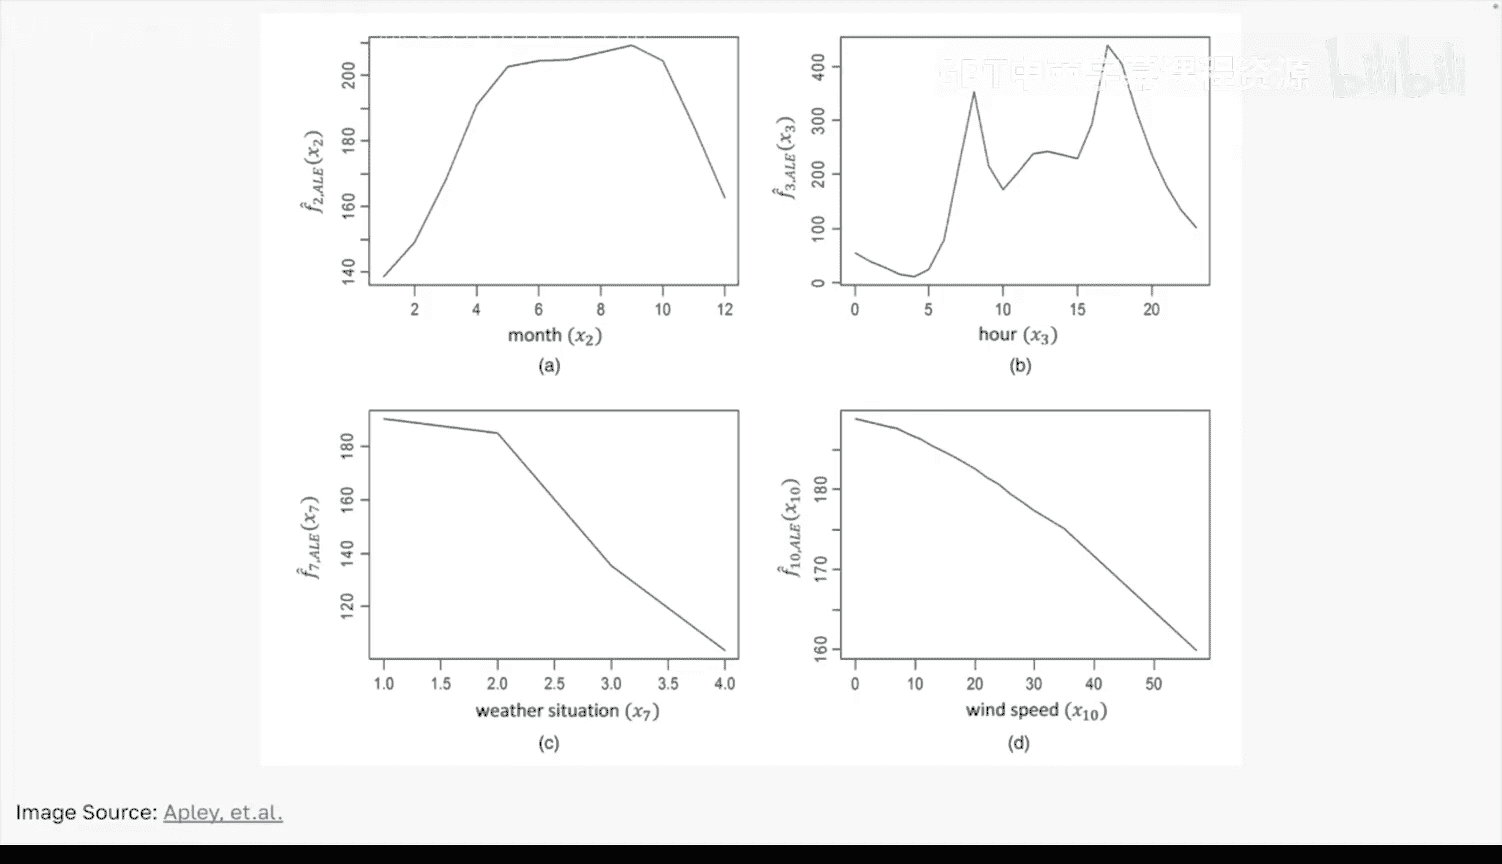 200
180
160
140
f̂2,ALE(x2)
2 4 6 8 10 12
month (x2)
(a)
400
300
200
100
0
f̂3,ALE(x3)
0 5 10 15 20
hour (x3)
(b)
180
160
140
120
f̂7,ALE(x7)
1.0 1.5 2.0 2.5 3.0 3.5 4.0
weather situation (x7)
(c)
180
170
160
f̂10,ALE(x10)
0 10 20 30 40 50
wind speed (x10)
(d)
bilibili
Image Source: Apley, et.al.